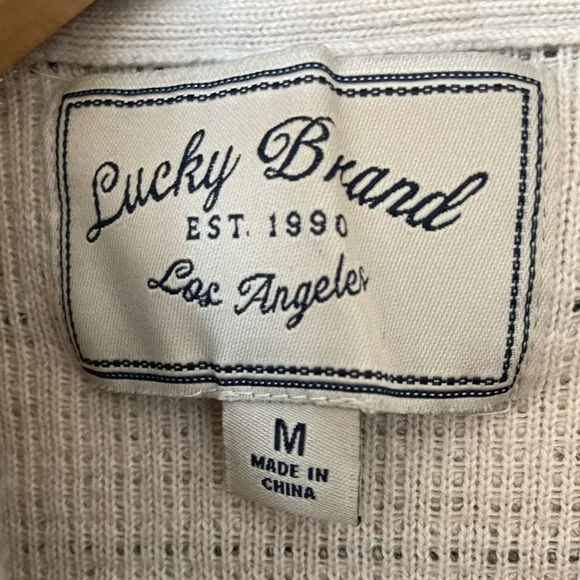 Lucky Brand
EST. 1990
Los Angeles
M
MADE IN
CHINA